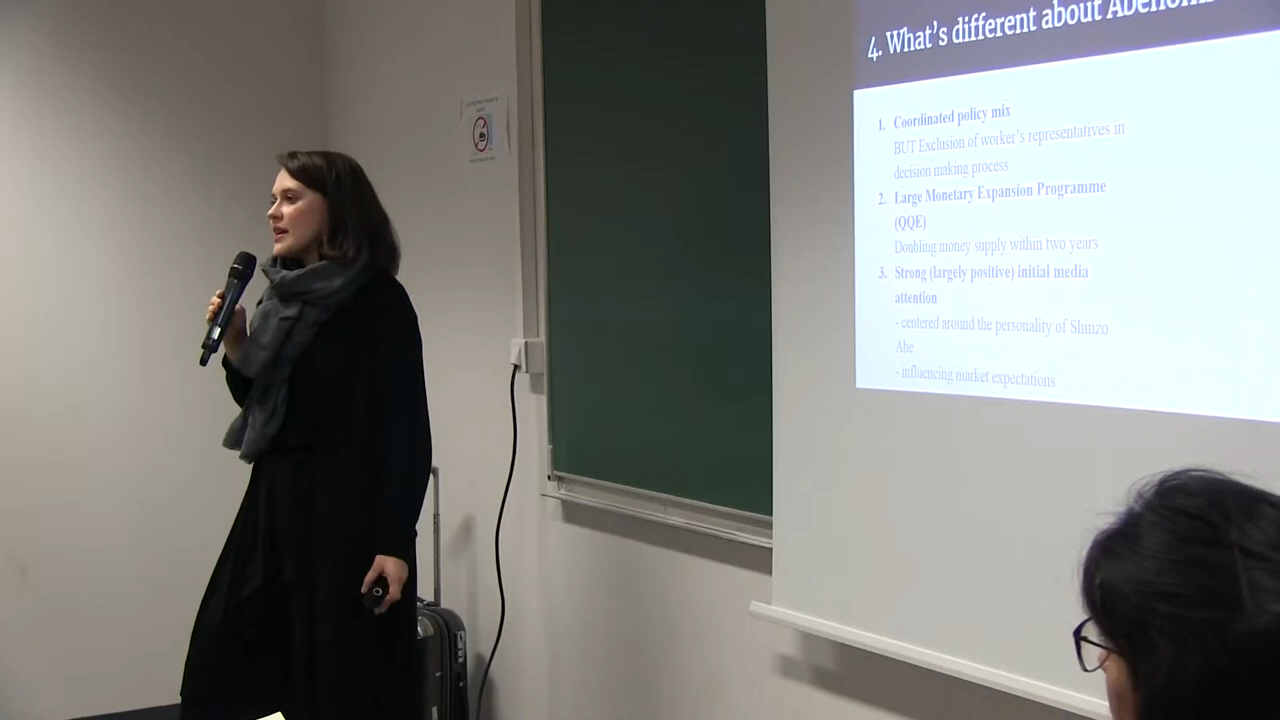 4. What's different about
1. Coordinated policy mix
BUT Exclusion of worker's representatives in
decision making process
2. Large Monetary Expansion Programme
(QQE)
Doubling money supply within two years
3. Strong (largely positive) initial media
attention
- centered around the personality of Shinzo
Abe
- influencing market expectations